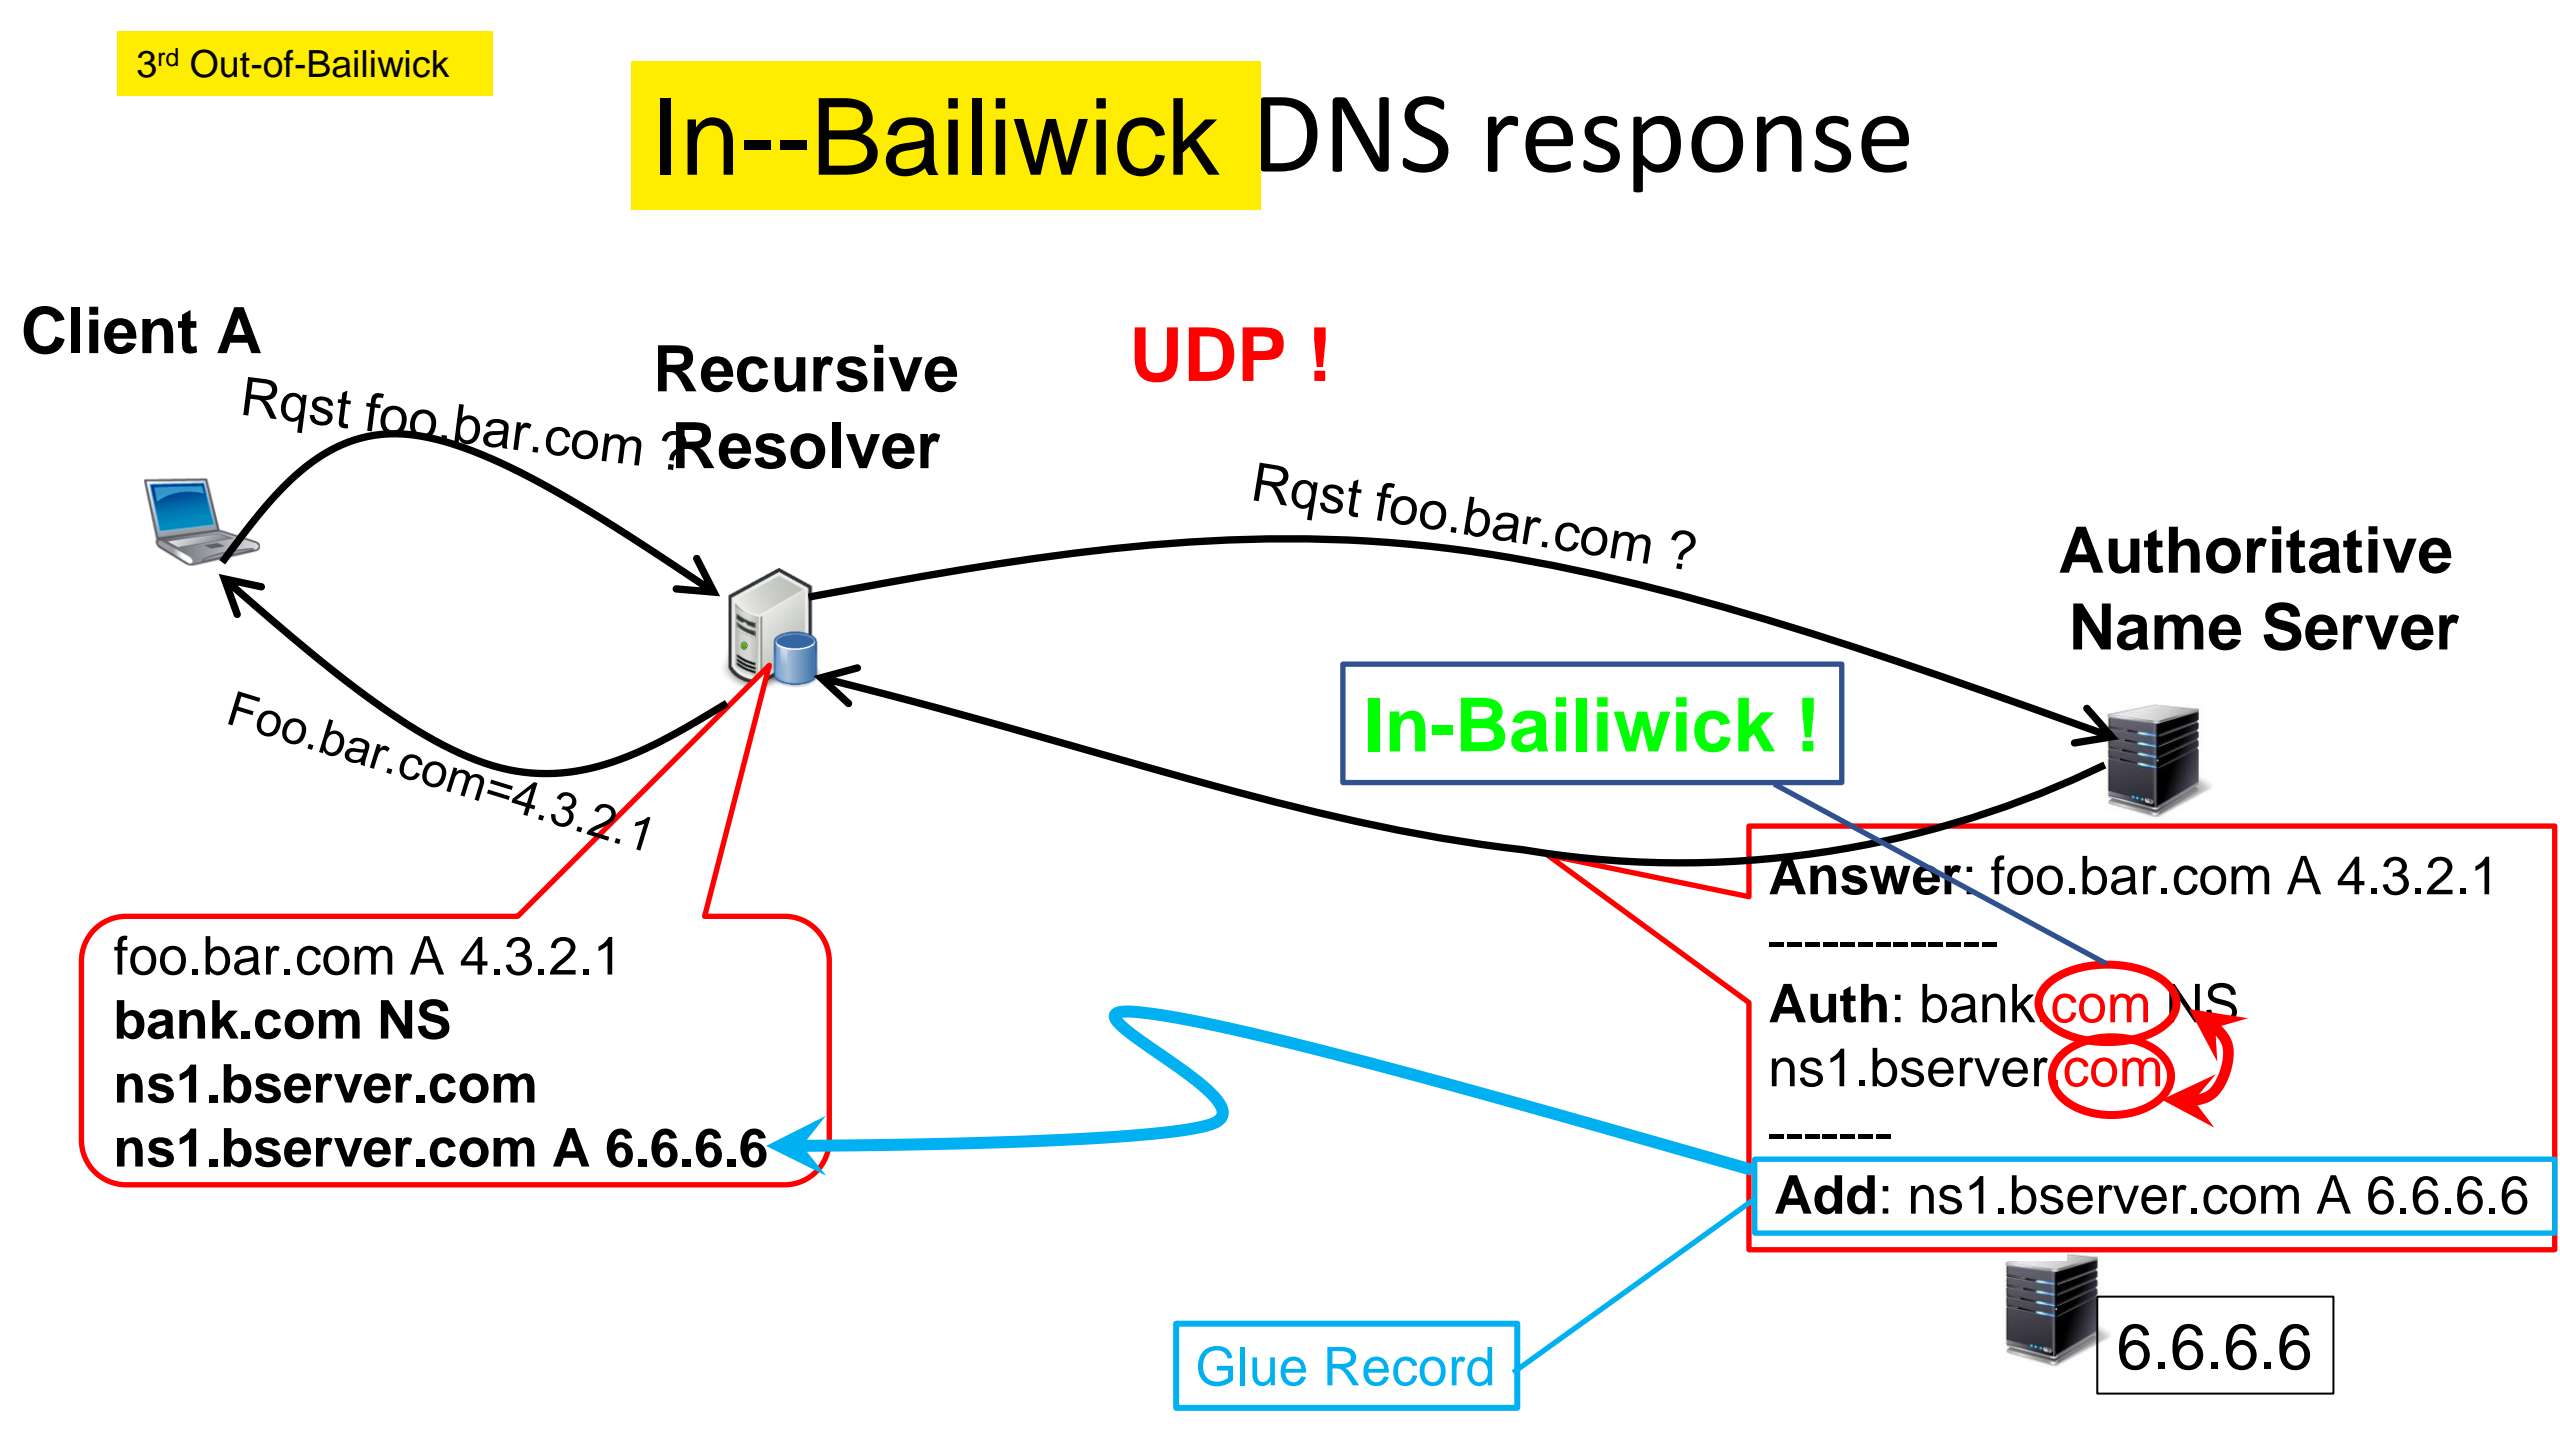 3rd Out-of-Bailiwick
In--Bailiwick DNS response
Client A
Rqst foo.bar.com ?
Recursive
Resolver
UDP !
Rqst foo.bar.com ?
Authoritative
Name Server
In-Bailiwick !
Foo.bar.com=4.3.2.1
Answer: foo.bar.com A 4.3.2.1
-------------
Auth: bank.com NS
ns1.bserver.com
-------
Add: ns1.bserver.com A 6.6.6.6
foo.bar.com A 4.3.2.1
bank.com NS
ns1.bserver.com
ns1.bserver.com A 6.6.6.6
Glue Record
6.6.6.6